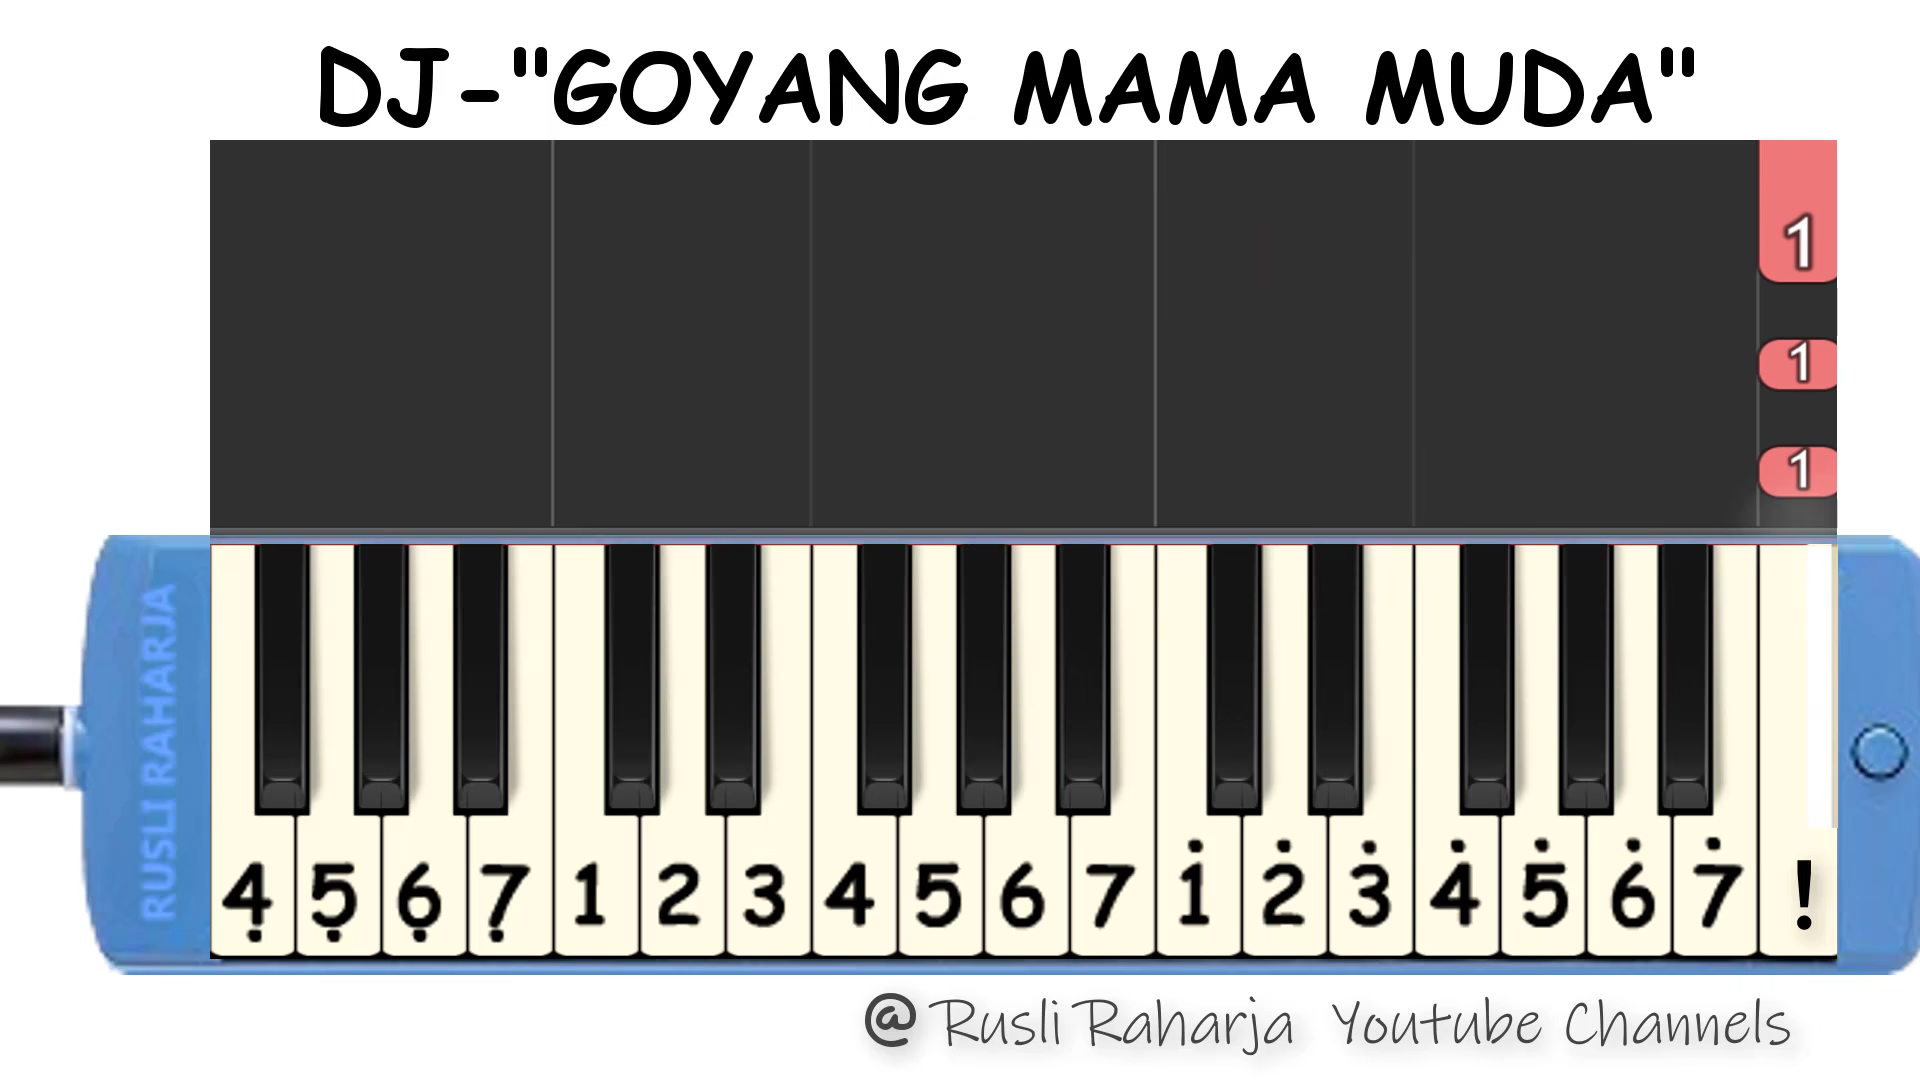 DJ-"GOYANG MAMA MUDA"
1
1
1
RUSLI RAHARJA
4̣ 5̣ 6̣ 7̣ 1 2 3 4 5 6 7 1̇ 2̇ 3̇ 4̇ 5̇ 6̇ 7̇ !
@ Rusli Raharja Youtube Channels